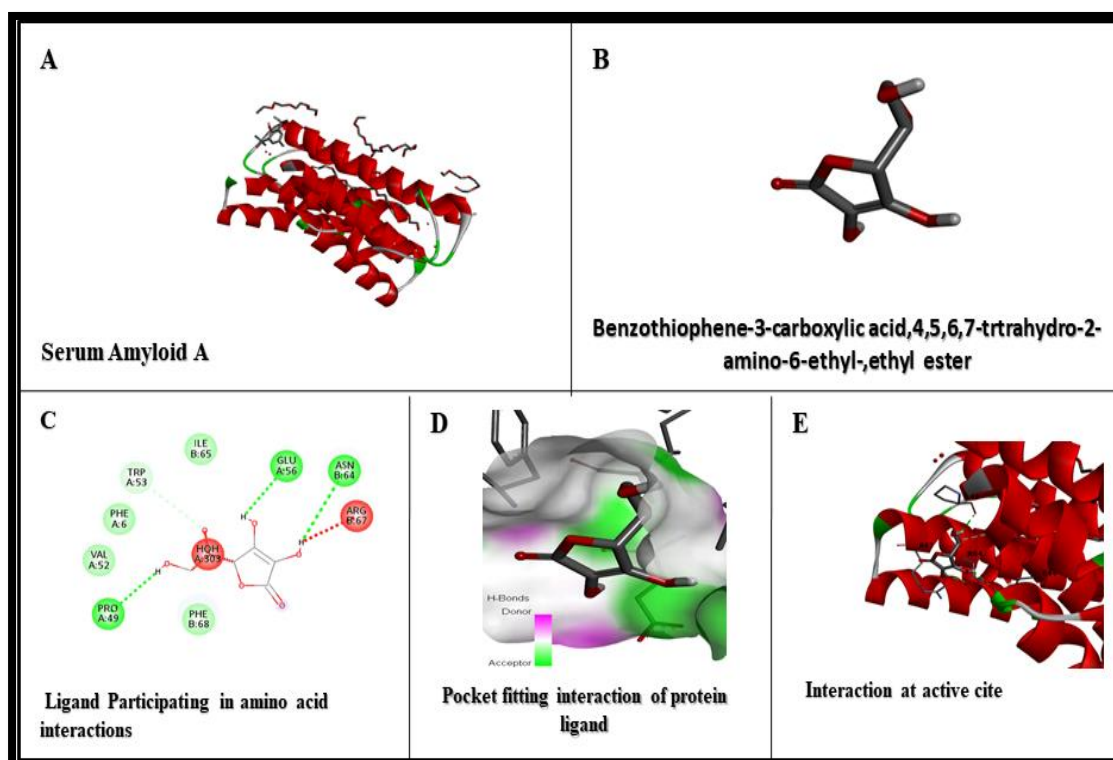 A
Serum Amyloid A
B
Benzothiophene-3-carboxylic acid,4,5,6,7-trtrahydro-2-
amino-6-ethyl-,ethyl ester
C
ILE
B:65
GLU
A:56
ASN
B:64
TRP
A:53
ARG
B:67
PHE
A:6
HOH
A:303
VAL
A:52
PRO
A:49
PHE
B:68
H
O
H
O
H
O
O
H
O
O
Ligand Participating in amino acid
interactions
D
H-Bonds
Donor
Acceptor
Pocket fitting interaction of protein
ligand
E
Interaction at active cite